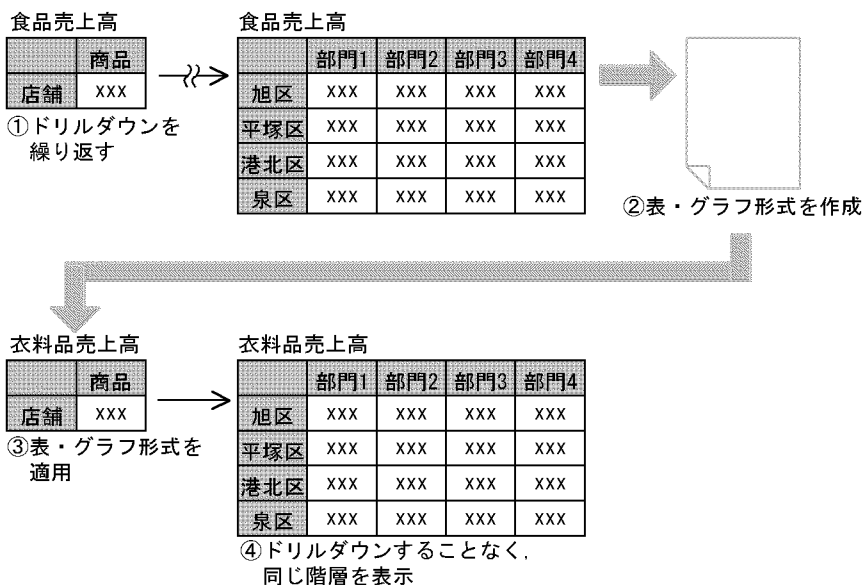 食品売上高
商品
店舗 xxx
①ドリルダウンを
繰り返す
食品売上高
部門1 部門2 部門3 部門4
旭区 xxx xxx xxx xxx
平塚区 xxx xxx xxx xxx
港北区 xxx xxx xxx xxx
泉区 xxx xxx xxx xxx
②表・グラフ形式を作成
衣料品売上高
商品
店舗 xxx
③表・グラフ形式を
適用
衣料品売上高
部門1 部門2 部門3 部門4
旭区 xxx xxx xxx xxx
平塚区 xxx xxx xxx xxx
港北区 xxx xxx xxx xxx
泉区 xxx xxx xxx xxx
④ドリルダウンすることなく,
同じ階層を表示